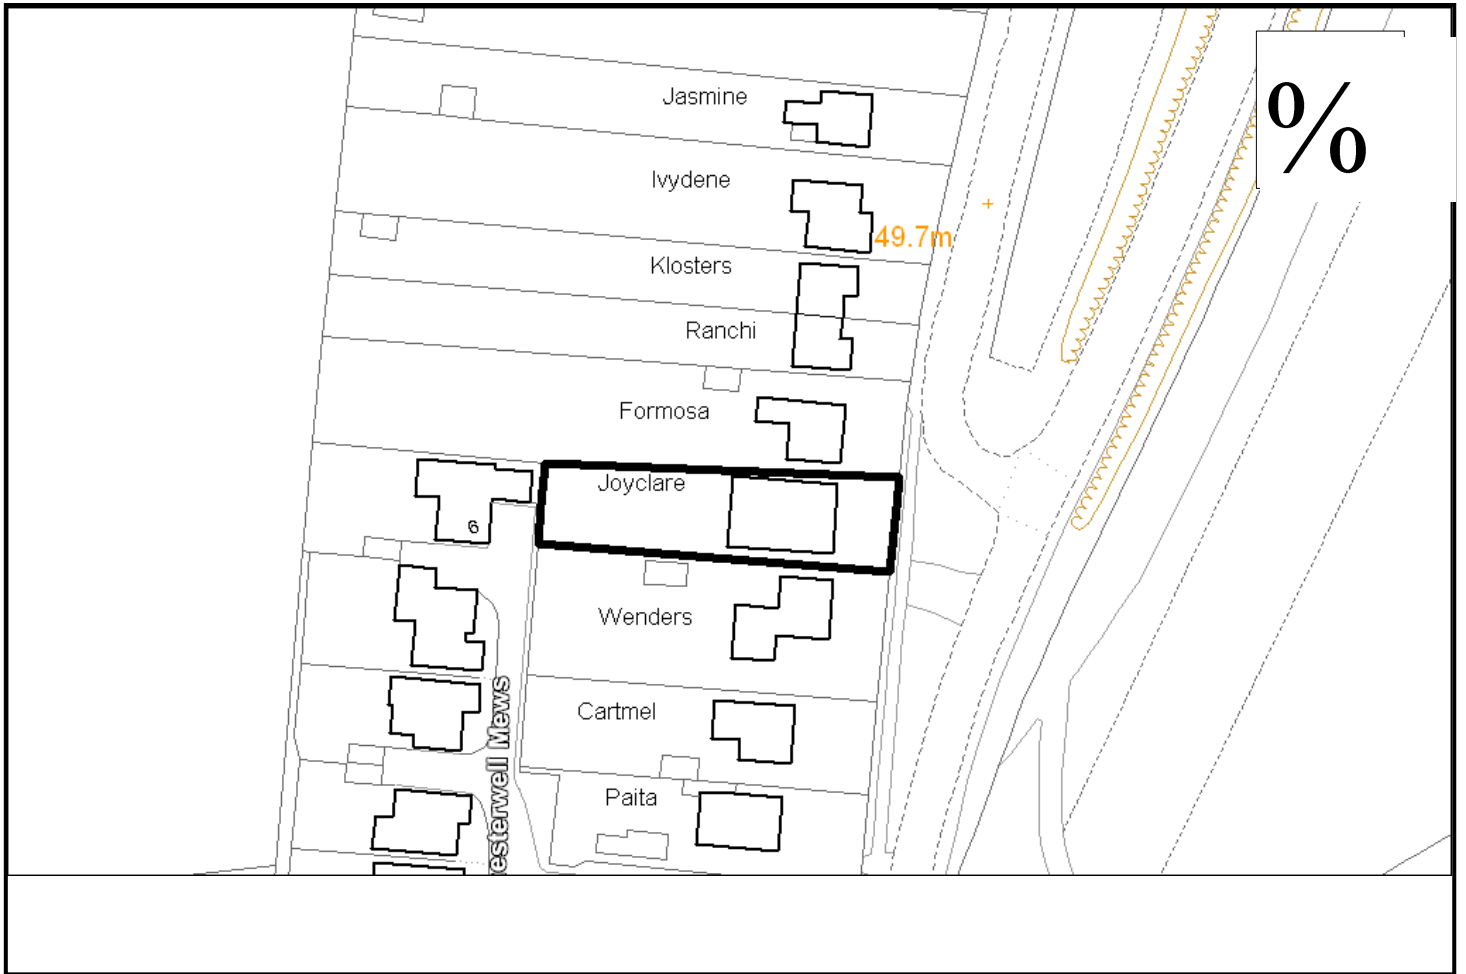 %
Jasmine
Ivydene
49.7m
Klosters
Ranchi
Formosa
Joyclare
6
Wenders
Cartmel
Paita
esterwell Mews